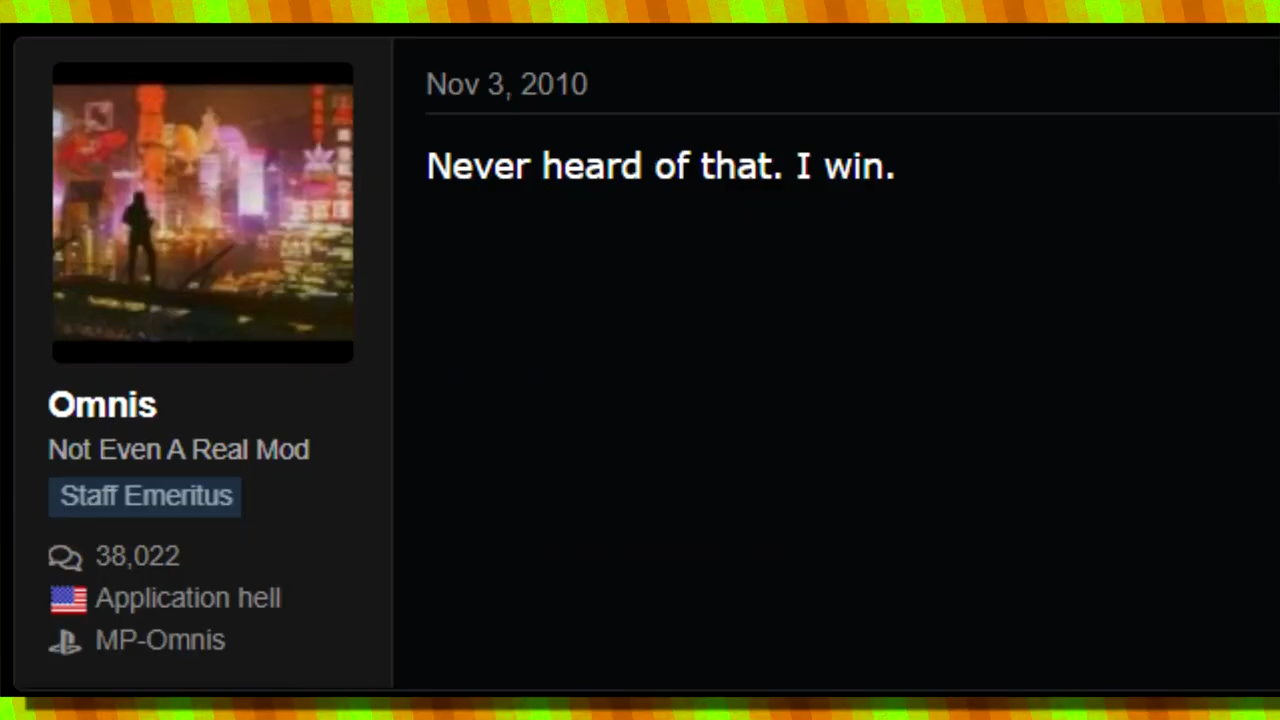 Nov 3, 2010
Never heard of that. I win.
Omnis
Not Even A Real Mod
Staff Emeritus
38,022
Application hell
MP-Omnis